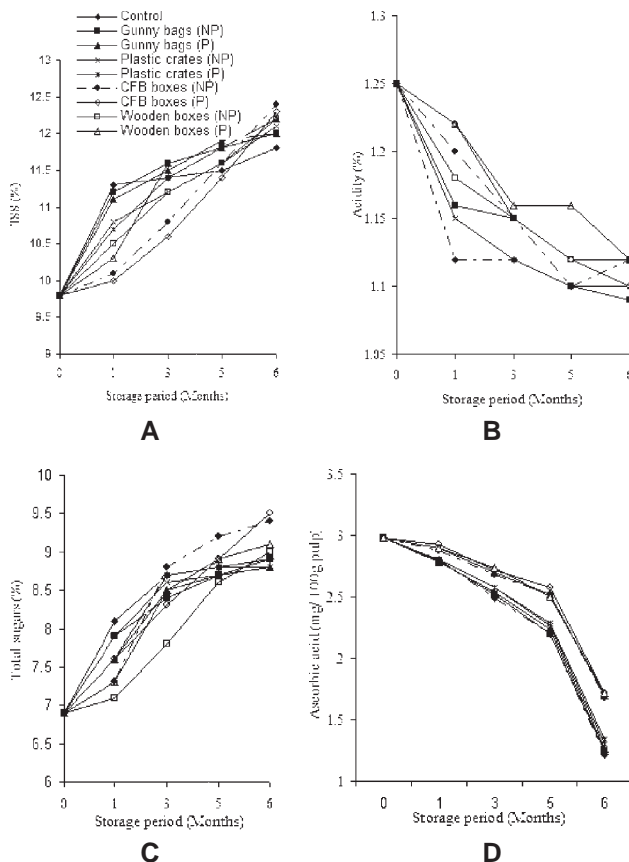 Control
Gunny bags (NP)
Gunny bags (P)
Plastic crates (NP)
Plastic crates (P)
CFB boxes (NP)
CFB boxes (P)
Wooden boxes (NP)
Wooden boxes (P)
TSS (%)
13
12.5
12
11.5
11
10.5
10
9.5
9
0 1 3 5 6
Storage period (Months)
A
Acidity (%)
1.3
1.25
1.2
1.15
1.1
1.05
0 1 3 5 6
Storage period (Months)
B
Total sugars (%)
10
9.5
9
8.5
8
7.5
7
6.5
6
0 1 3 5 6
Storage period (Months)
C
Ascorbic acid (mg/ 100g pulp)
3.5
3
2.5
2
1.5
1
0 1 3 5 6
Storage period (Months)
D